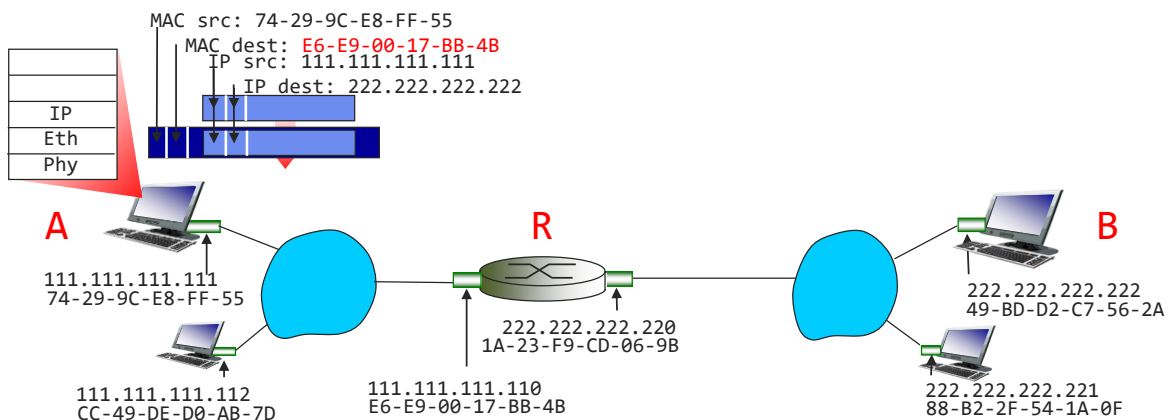 MAC src: 74-29-9C-E8-FF-55
MAC dest: E6-E9-00-17-BB-4B
IP src: 111.111.111.111
IP dest: 222.222.222.222
IP
Eth
Phy
A
R
B
111.111.111.111
74-29-9C-E8-FF-55
222.222.222.222
49-BD-D2-C7-56-2A
222.222.222.220
1A-23-F9-CD-06-9B
111.111.111.112
CC-49-DE-D0-AB-7D
111.111.111.110
E6-E9-00-17-BB-4B
222.222.222.221
88-B2-2F-54-1A-0F